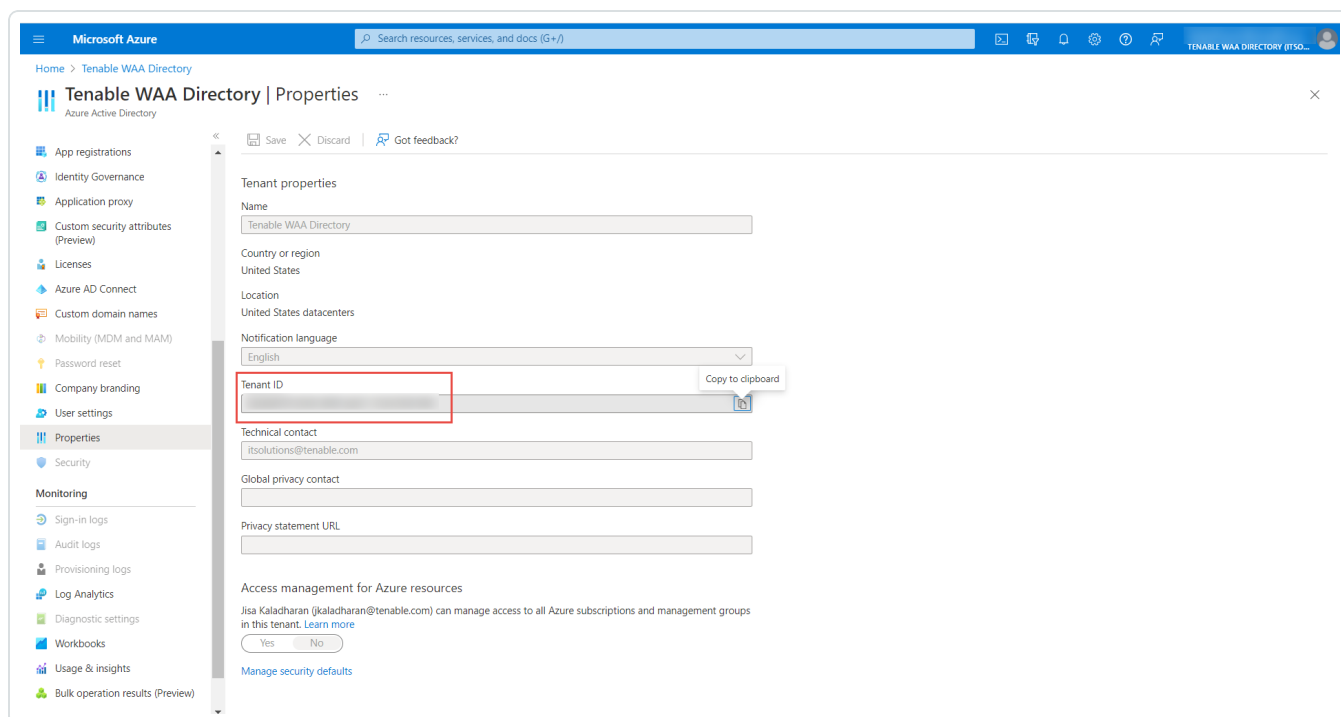 Microsoft Azure
Search resources, services, and docs (G+/)
TENABLE WAA DIRECTORY (ITSO...
Home > Tenable WAA Directory
Tenable WAA Directory | Properties ...
Azure Active Directory
«
Save Discard Got feedback?
App registrations
Identity Governance
Application proxy
Custom security attributes
(Preview)
Licenses
Azure AD Connect
Custom domain names
Mobility (MDM and MAM)
Password reset
Company branding
User settings
Properties
Security
Monitoring
Sign-in logs
Audit logs
Provisioning logs
Log Analytics
Diagnostic settings
Workbooks
Usage & insights
Bulk operation results (Preview)
Tenant properties
Name
Tenable WAA Directory
Country or region
United States
Location
United States datacenters
Notification language
English
Tenant ID
Copy to clipboard
Technical contact
itsolutions@tenable.com
Global privacy contact
Privacy statement URL
Access management for Azure resources
Jisa Kaladharan (jkaladharan@tenable.com) can manage access to all Azure subscriptions and management groups
in this tenant. Learn more
Yes No
Manage security defaults